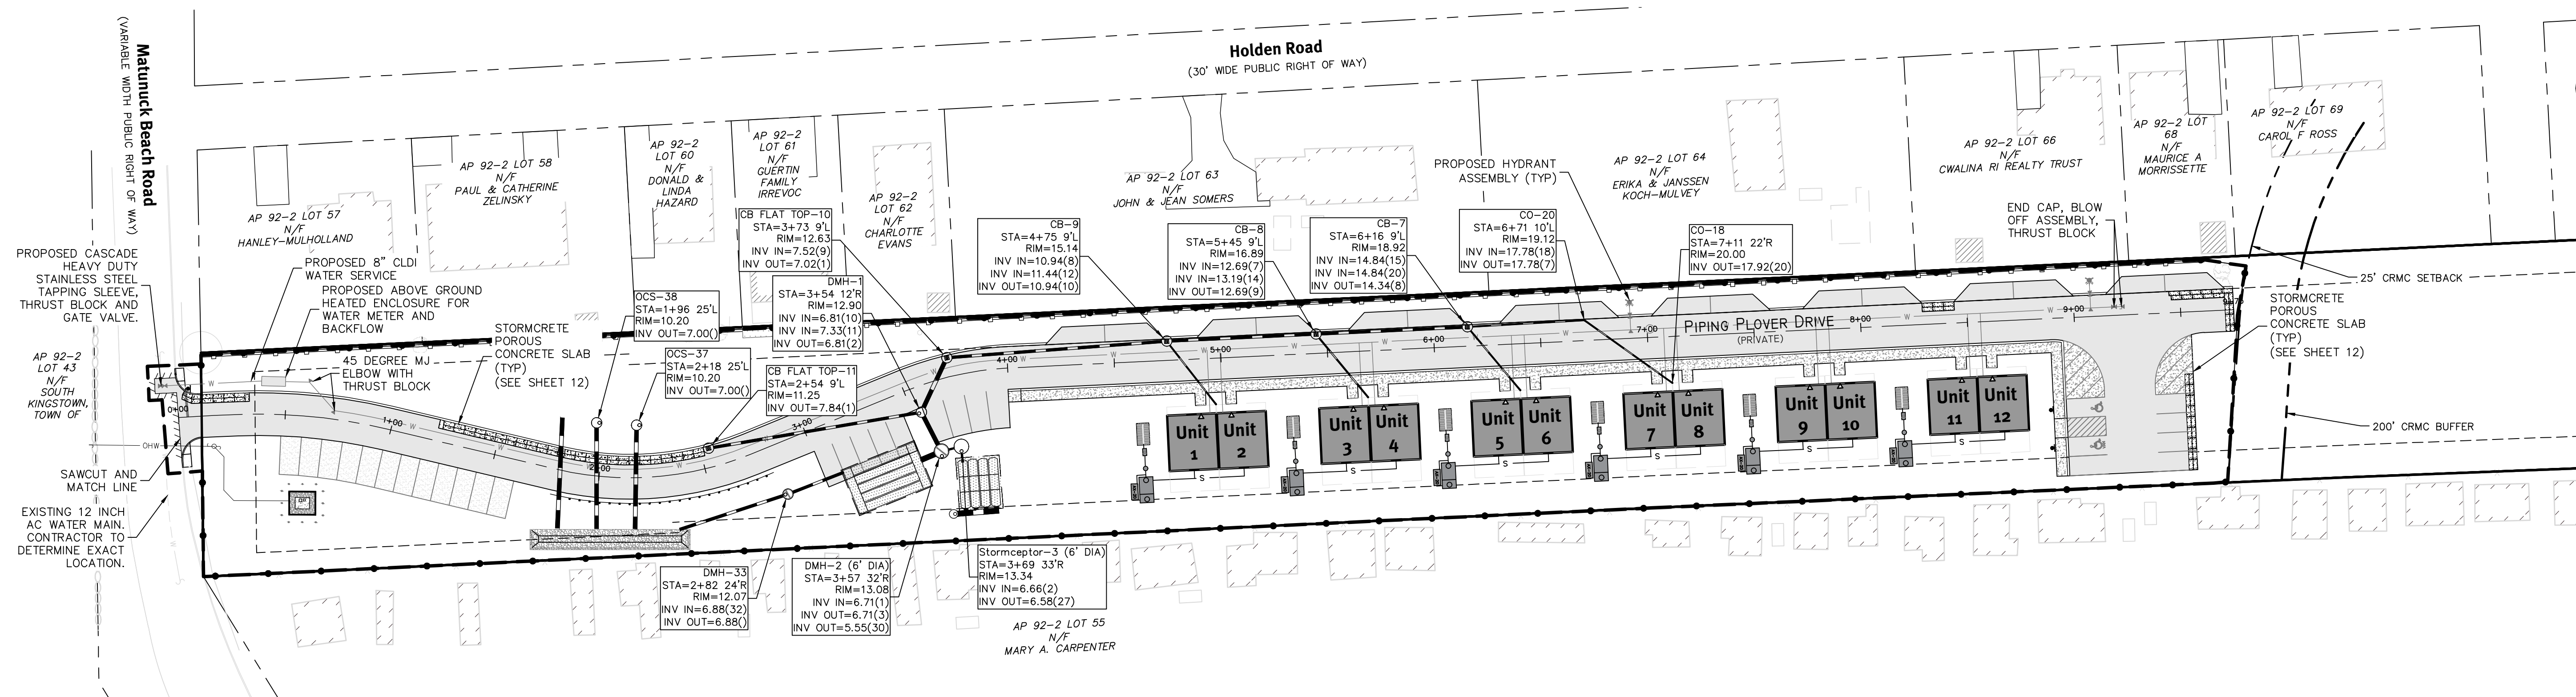 Holden Road
(30' WIDE PUBLIC RIGHT OF WAY)
Matunuck Beach Road
(VARIABLE WIDTH PUBLIC RIGHT OF WAY)
AP 92-2 LOT 57
N/F
HANLEY-MULHOLLAND
AP 92-2 LOT 58
N/F
PAUL & CATHERINE
ZELINSKY
AP 92-2
LOT 60
N/F
DONALD &
LINDA
HAZARD
AP 92-2
LOT 61
N/F
GUERTIN
FAMILY
IRREVOC
AP 92-2
LOT 62
N/F
CHARLOTTE
EVANS
AP 92-2 LOT 63
N/F
JOHN & JEAN SOMERS
PROPOSED HYDRANT
ASSEMBLY (TYP)
AP 92-2 LOT 64
N/F
ERIKA & JANSSEN
KOCH-MULVEY
AP 92-2 LOT 66
N/F
CWALINA RI REALTY TRUST
AP 92-2 LOT
68
N/F
MAURICE A
MORRISSETTE
AP 92-2 LOT 69
N/F
CAROL F ROSS
PROPOSED CASCADE
HEAVY DUTY
STAINLESS STEEL
TAPPING SLEEVE,
THRUST BLOCK AND
GATE VALVE.
AP 92-2
LOT 43
N/F
SOUTH
KINGSTOWN,
TOWN OF
OHW
SAWCUT AND
MATCH LINE
EXISTING 12 INCH
AC WATER MAIN.
CONTRACTOR TO
DETERMINE EXACT
LOCATION.
PROPOSED 8" CLDI
WATER SERVICE
PROPOSED ABOVE GROUND
HEATED ENCLOSURE FOR
WATER METER AND
BACKFLOW
45 DEGREE MJ
ELBOW WITH
THRUST BLOCK
STORMCRETE
POROUS
CONCRETE SLAB
(TYP)
(SEE SHEET 12)
OCS-38
STA=1+96 25'L
RIM=10.20
INV OUT=7.00()
OCS-37
STA=2+18 25'L
RIM=10.20
INV OUT=7.00()
CB FLAT TOP-10
STA=3+73 9'L
RIM=12.63
INV IN=7.52(9)
INV OUT=7.02(1)
DMH-1
STA=3+54 12'R
RIM=12.90
INV IN=6.81(10)
INV IN=7.33(11)
INV OUT=6.81(2)
CB FLAT TOP-11
STA=2+54 9'L
RIM=11.25
INV OUT=7.84(1)
CB-9
STA=4+75 9'L
RIM=15.14
INV IN=10.94(8)
INV IN=11.44(12)
INV OUT=10.94(10)
CB-8
STA=5+45 9'L
RIM=16.89
INV IN=12.69(7)
INV IN=13.19(14)
INV OUT=12.69(9)
CB-7
STA=6+16 9'L
RIM=18.92
INV IN=14.84(15)
INV IN=14.84(20)
INV OUT=14.34(8)
CO-20
STA=6+71 10'L
RIM=19.12
INV IN=17.78(18)
INV OUT=17.78(7)
CO-18
STA=7+11 22'R
RIM=20.00
INV OUT=17.92(20)
END CAP, BLOW
OFF ASSEMBLY,
THRUST BLOCK
25' CRMC SETBACK
STORMCRETE
POROUS
CONCRETE SLAB
(TYP)
(SEE SHEET 12)
200' CRMC BUFFER
PIPING PLOVER DRIVE
(PRIVATE)
0+00
1+00
2+00
3+00
4+00
5+00
6+00
7+00
8+00
9+00
Unit
1
Unit
2
Unit
3
Unit
4
Unit
5
Unit
6
Unit
7
Unit
8
Unit
9
Unit
10
Unit
11
Unit
12
S
S
S
S
S
S
DMH-33
STA=2+82 24'R
RIM=12.07
INV IN=6.88(32)
INV OUT=6.88()
DMH-2 (6' DIA)
STA=3+57 32'R
RIM=13.08
INV IN=6.71(1)
INV OUT=6.71(3)
INV OUT=5.55(30)
Stormceptor-3 (6' DIA)
STA=3+69 33'R
RIM=13.34
INV IN=6.66(2)
INV OUT=6.58(27)
AP 92-2 LOT 55
N/F
MARY A. CARPENTER